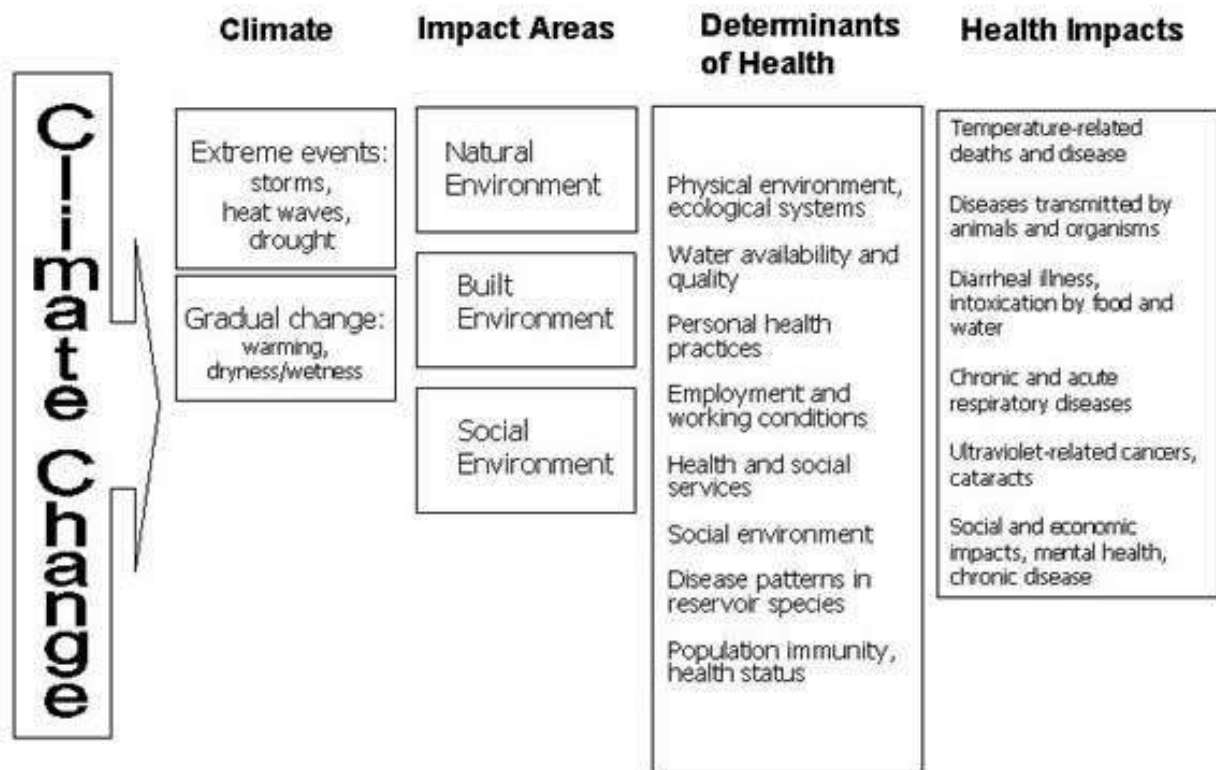 Climate Change
Climate
Extreme events:
storms,
heat waves,
drought
Gradual change:
warming,
dryness/wetness
Impact Areas
Natural
Environment
Built
Environment
Social
Environment
Determinants
of Health
Physical environment,
ecological systems
Water availability and
quality
Personal health
practices
Employment and
working conditions
Health and social
services
Social environment
Disease patterns in
reservoir species
Population immunity,
health status
Health Impacts
Temperature-related
deaths and disease
Diseases transmitted by
animals and organisms
Diarrheal illness,
intoxication by food and
water
Chronic and acute
respiratory diseases
Ultraviolet-related cancers,
cataracts
Social and economic
impacts, mental health,
chronic disease